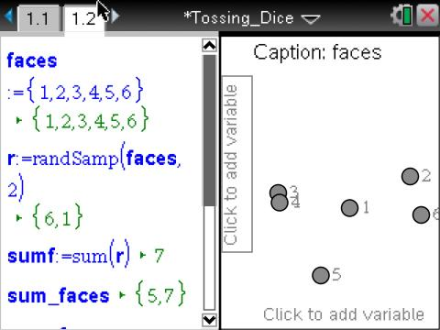 1.1
1.2
*Tossing_Dice
faces
:={1,2,3,4,5,6}
▸ {1,2,3,4,5,6}
r:=randSamp(faces,
2)
▸ {6,1}
sumf:=sum(r) ▸ 7
sum_faces ▸ {5,7}
Caption: faces
Click to add variable
2
3
4
1
6
5
Click to add variable